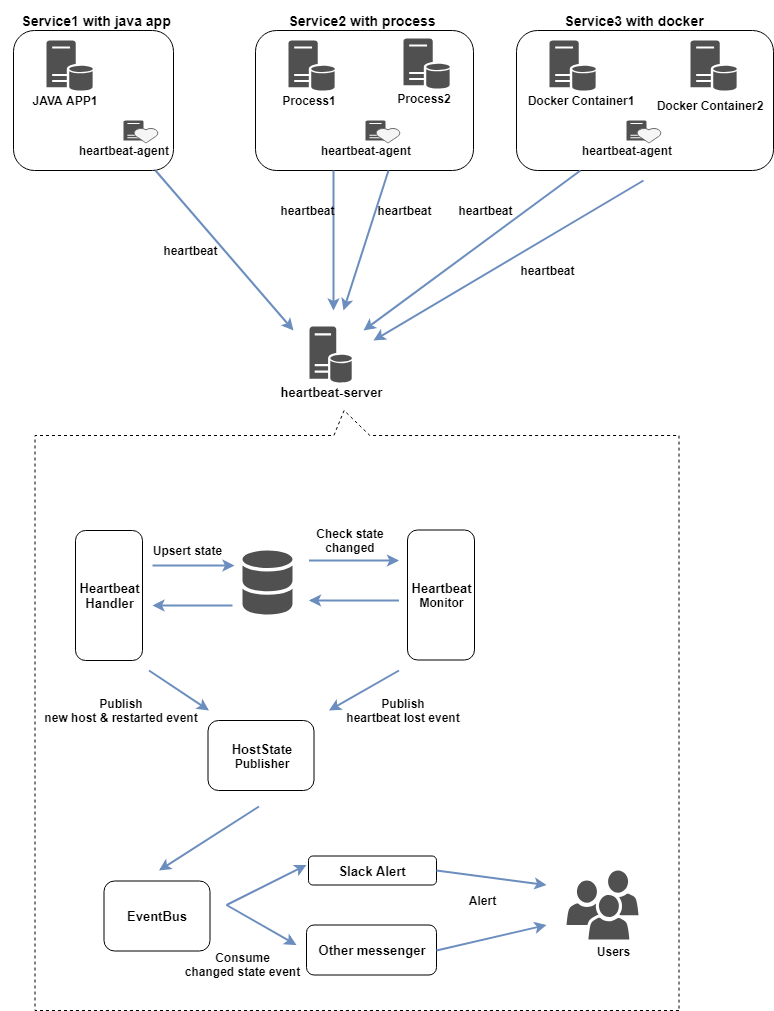 Service1 with java app
Service2 with process
Service3 with docker
JAVA APP1
Process1
Process2
Docker Container1
Docker Container2
heartbeat-agent
heartbeat-agent
heartbeat-agent
heartbeat
heartbeat
heartbeat
heartbeat
heartbeat
heartbeat-server
Upsert state
Check state
changed
Heartbeat
Handler
Heartbeat
Monitor
Publish
new host & restarted event
Publish
heartbeat lost event
HostState
Publisher
Slack Alert
EventBus
Alert
Other messenger
Consume
changed state event
Users